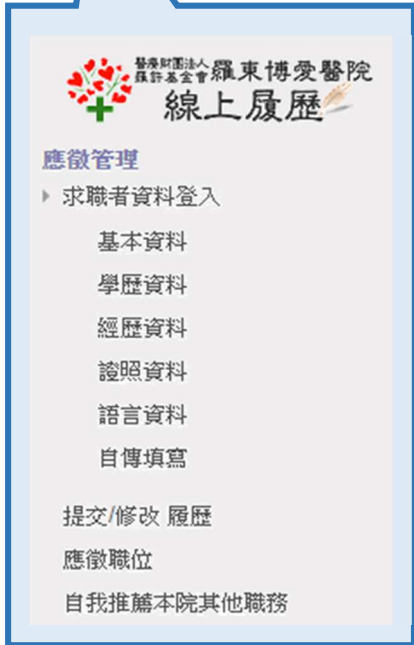 醫療財團法人
羅許基金會羅東博愛醫院
線上履歷
應徵管理
求職者資料登入
基本資料
學歷資料
經歷資料
證照資料
語言資料
自傳填寫
提交/修改 履歷
應徵職位
自我推薦本院其他職務